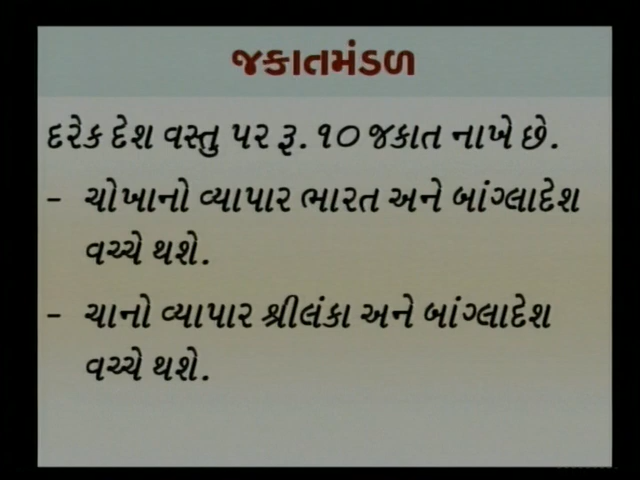 જકાતમંડળ
દરેક દેશ વસ્તુ પર રૂ. ૧૦ જકાત નાખે છે.
- ચોખાનો વ્યાપાર ભારત અને બાંગ્લાદેશ
વચ્ચે થશે.
- ચાનો વ્યાપાર શ્રીલંકા અને બાંગ્લાદેશ
વચ્ચે થશે.